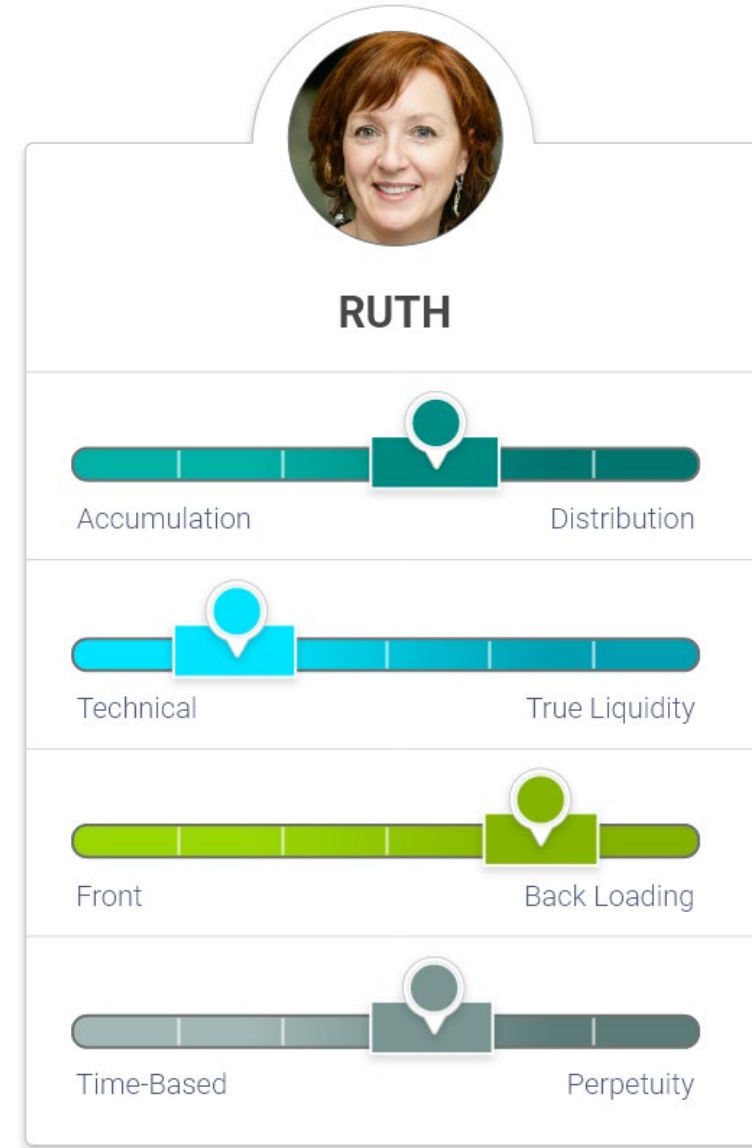 RUTH
Accumulation Distribution
Technical True Liquidity
Front Back Loading
Time-Based Perpetuity